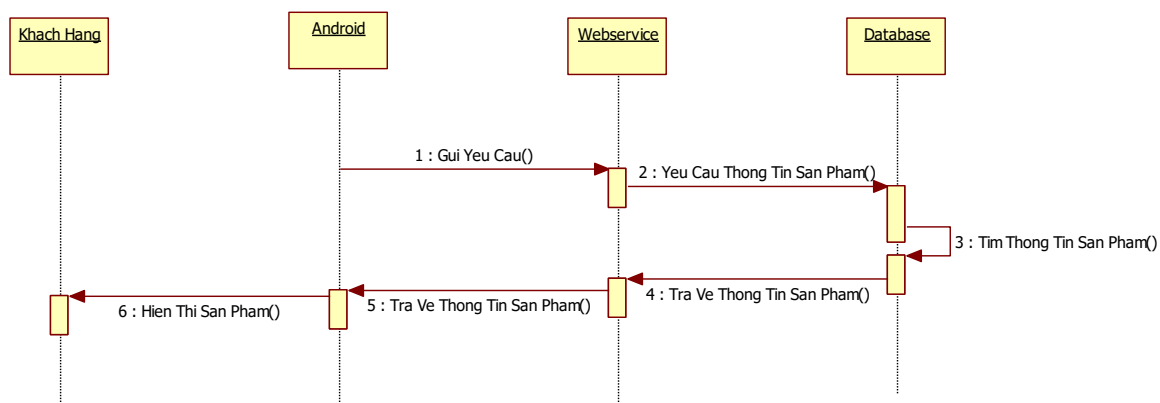 Khach Hang
Android
Webservice
Database
1 : Gui Yeu Cau()
2 : Yeu Cau Thong Tin San Pham()
3 : Tim Thong Tin San Pham()
4 : Tra Ve Thong Tin San Pham()
5 : Tra Ve Thong Tin San Pham()
6 : Hien Thi San Pham()